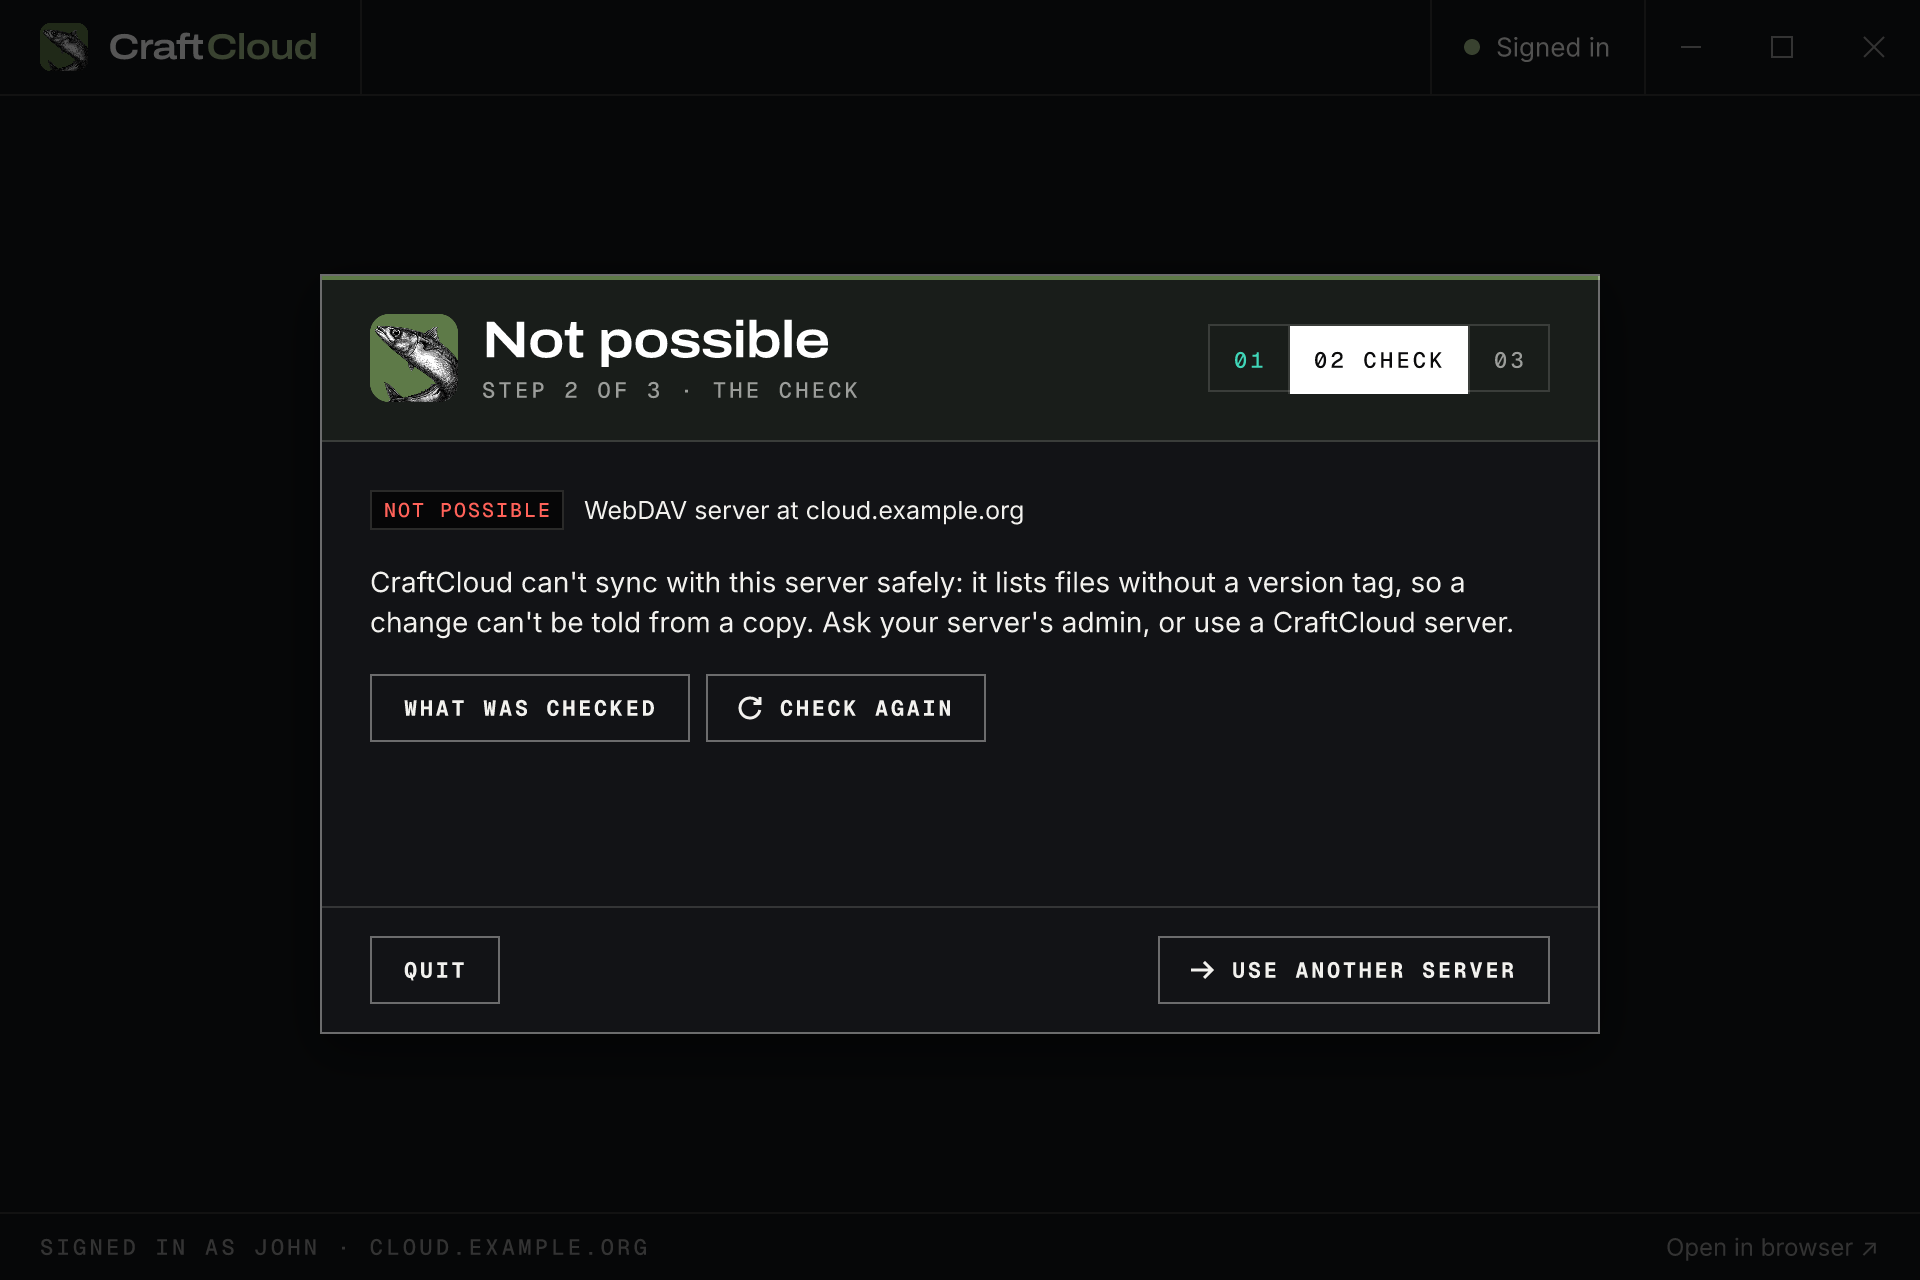 CraftCloud
Signed in
Not possible
STEP 2 OF 3 · THE CHECK
01
02 CHECK
03
NOT POSSIBLE
WebDAV server at cloud.example.org
CraftCloud can't sync with this server safely: it lists files without a version tag, so a
change can't be told from a copy. Ask your server's admin, or use a CraftCloud server.
WHAT WAS CHECKED
CHECK AGAIN
QUIT
→ USE ANOTHER SERVER
SIGNED IN AS JOHN · CLOUD.EXAMPLE.ORG
Open in browser ↗